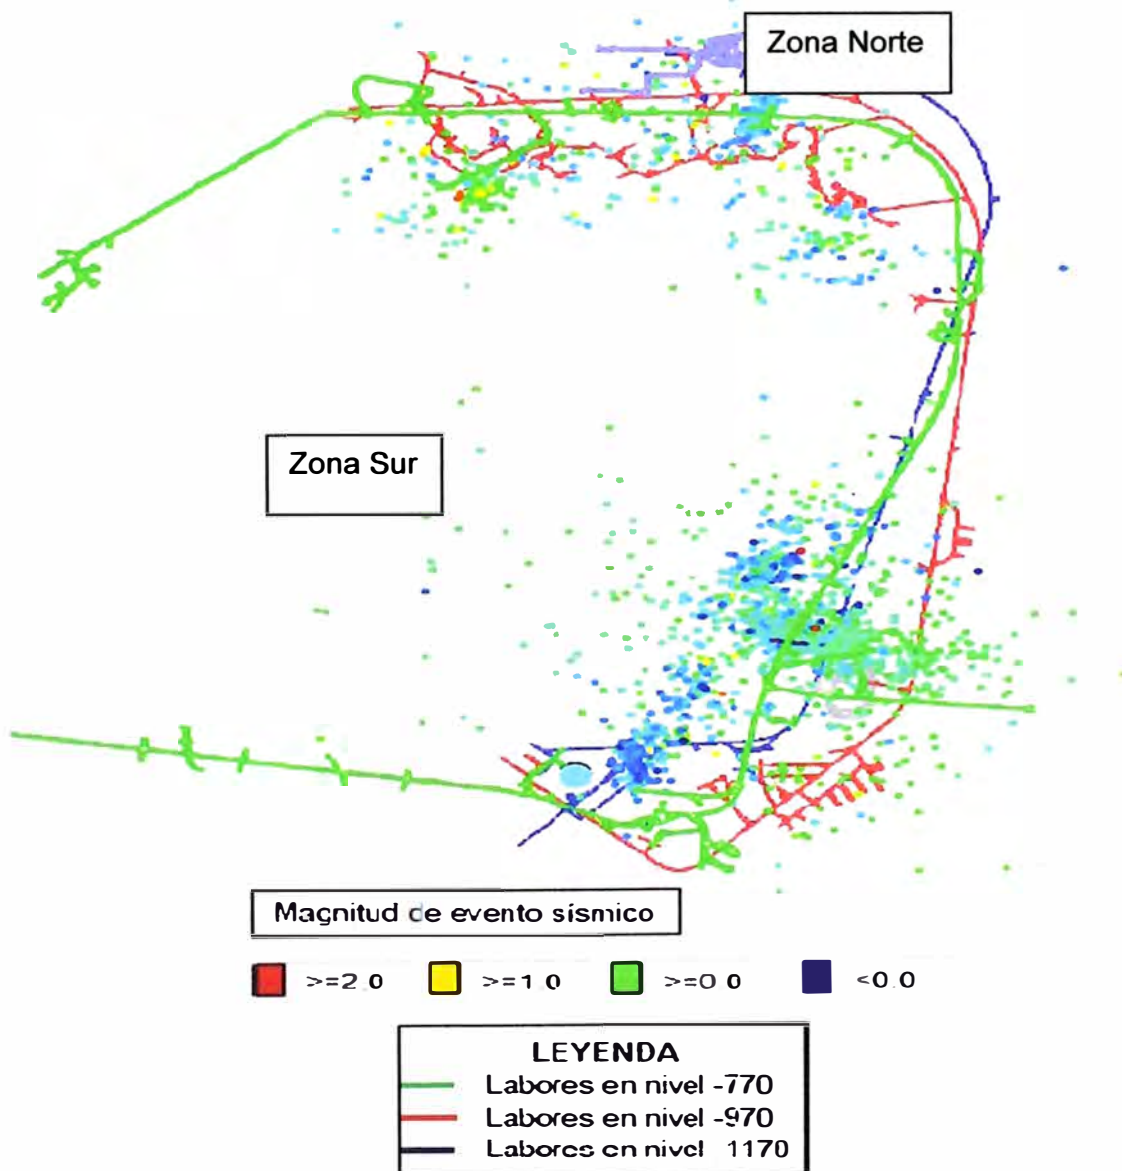 Zona Norte
Zona Sur
Magnitud de evento sísmico
>=2.0 >=1.0 >=0.0 <0.0
LEYENDA
Labores en nivel -770
Labores en nivel -970
Labores en nivel 1170